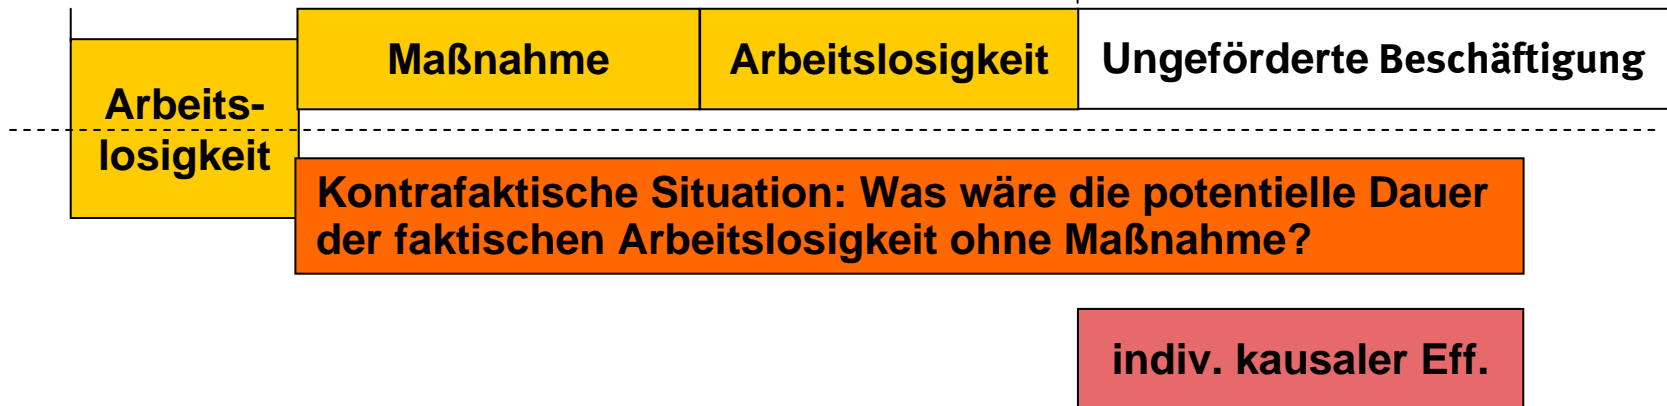 Maßnahme
Arbeitslosigkeit
Ungeförderte Beschäftigung
Arbeits-
losigkeit
Kontrafaktische Situation: Was wäre die potentielle Dauer
der faktischen Arbeitslosigkeit ohne Maßnahme?
indiv. kausaler Eff.